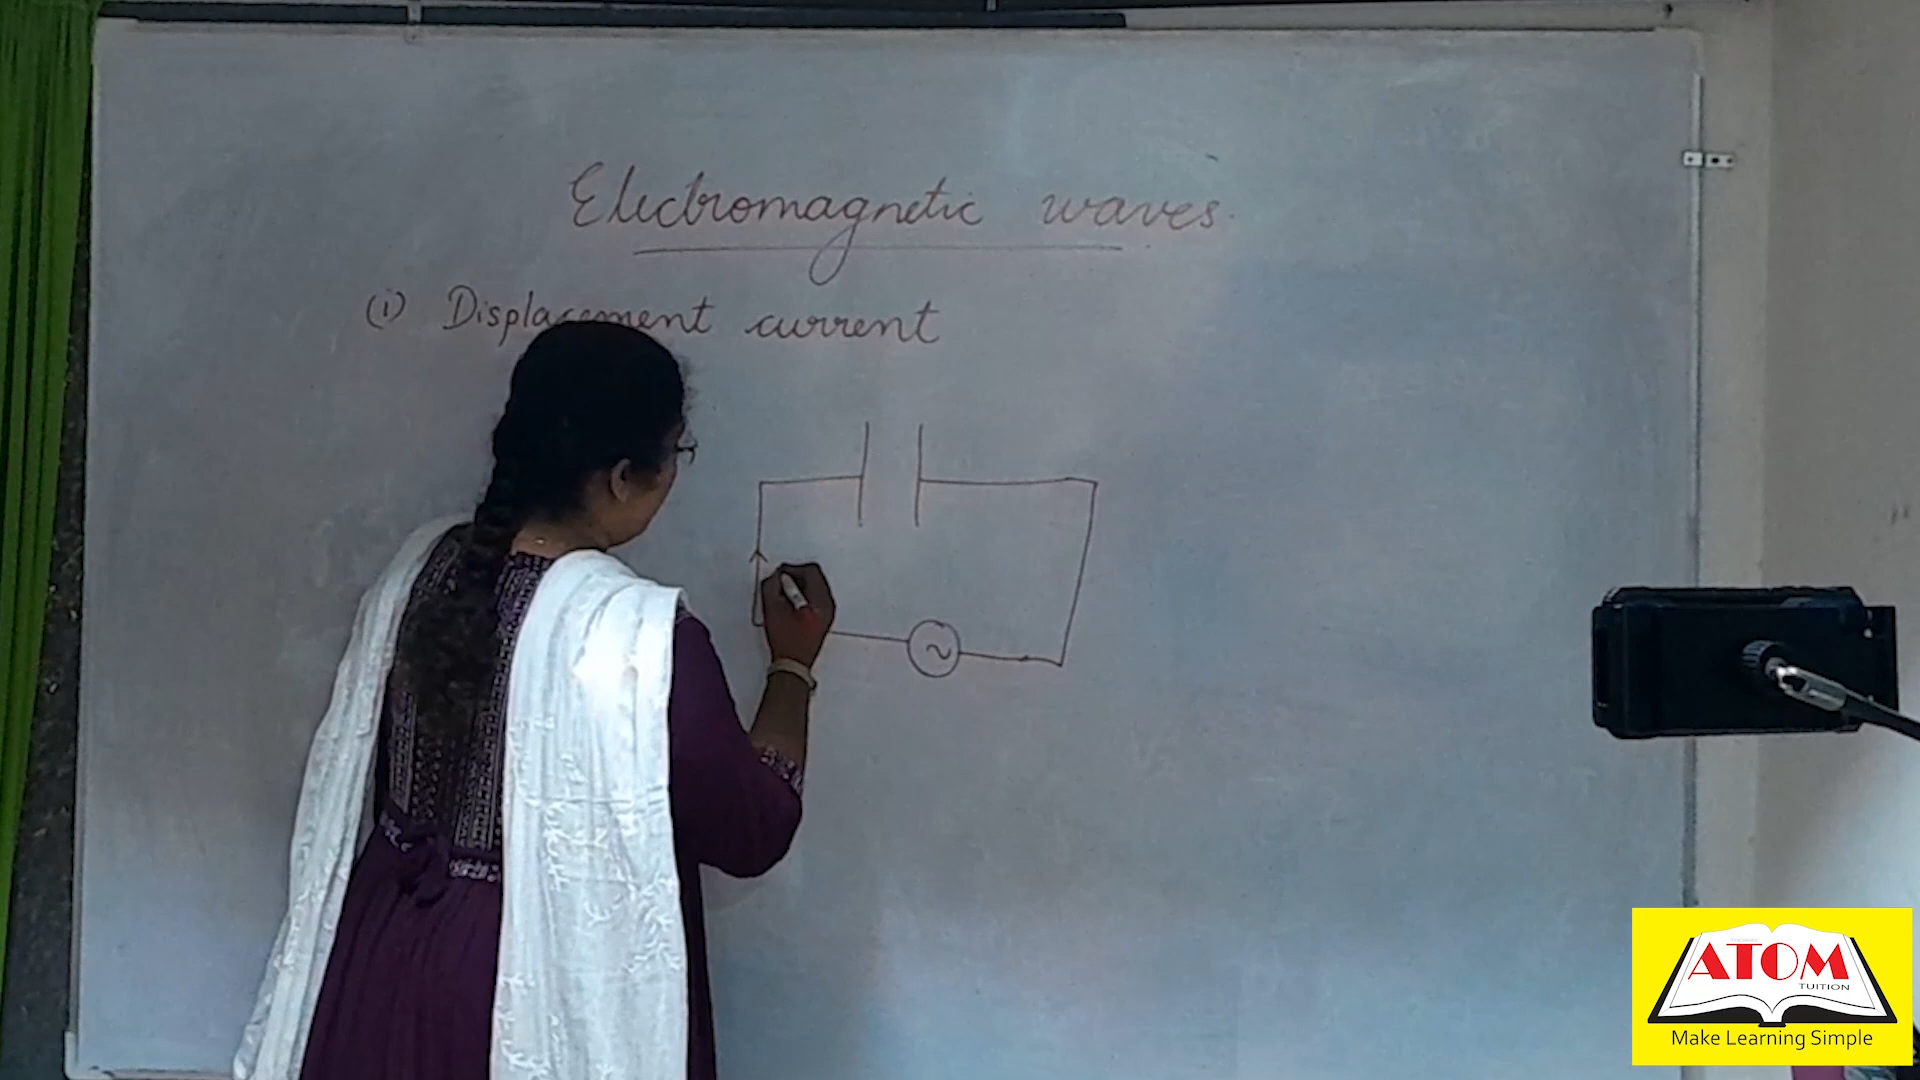 Electromagnetic waves.
(i) Displacement current
~
ATOM
TUITION
Make Learning Simple